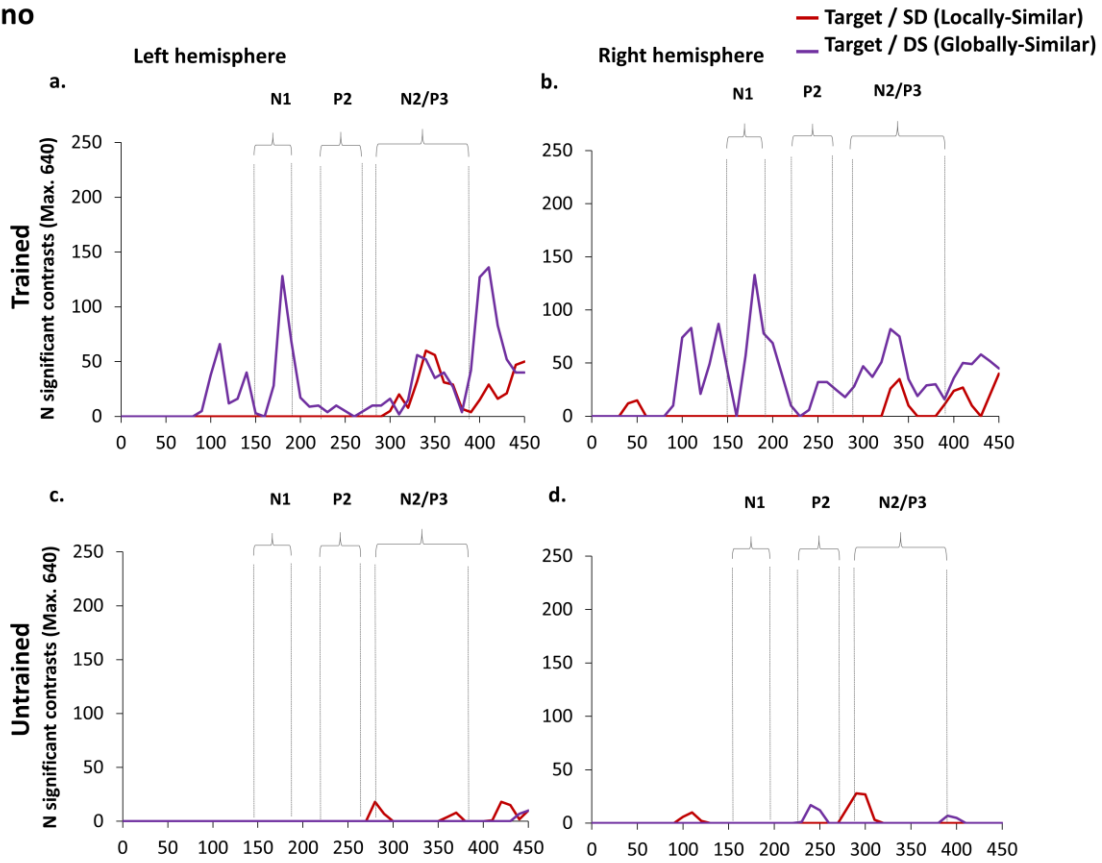 no
Target / SD (Locally-Similar)
Target / DS (Globally-Similar)
Left hemisphere
Right hemisphere
a.
N1 P2 N2/P3
Trained
N significant contrasts (Max. 640)
250
200
150
100
50
0
0 50 100 150 200 250 300 350 400 450
b.
N1 P2 N2/P3
250
200
150
100
50
0
0 50 100 150 200 250 300 350 400 450
c.
N1 P2 N2/P3
Untrained
N significant contrasts (Max. 640)
250
200
150
100
50
0
0 50 100 150 200 250 300 350 400 450
d.
N1 P2 N2/P3
250
200
150
100
50
0
0 50 100 150 200 250 300 350 400 450